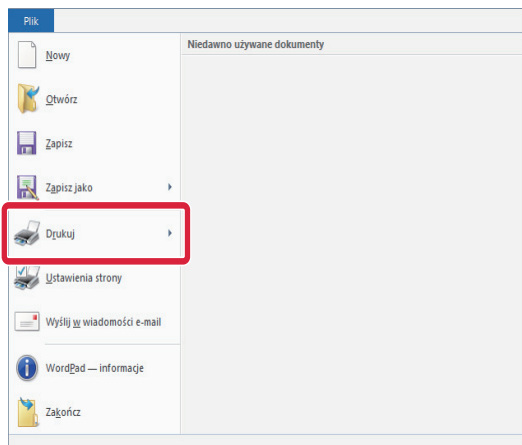 Plik
Niedawno używane dokumenty
Nowy
Otwórz
Zapisz
Zapisz jako
Drukuj
Ustawienia strony
Wyślij w wiadomości e-mail
WordPad — informacje
Zakończ